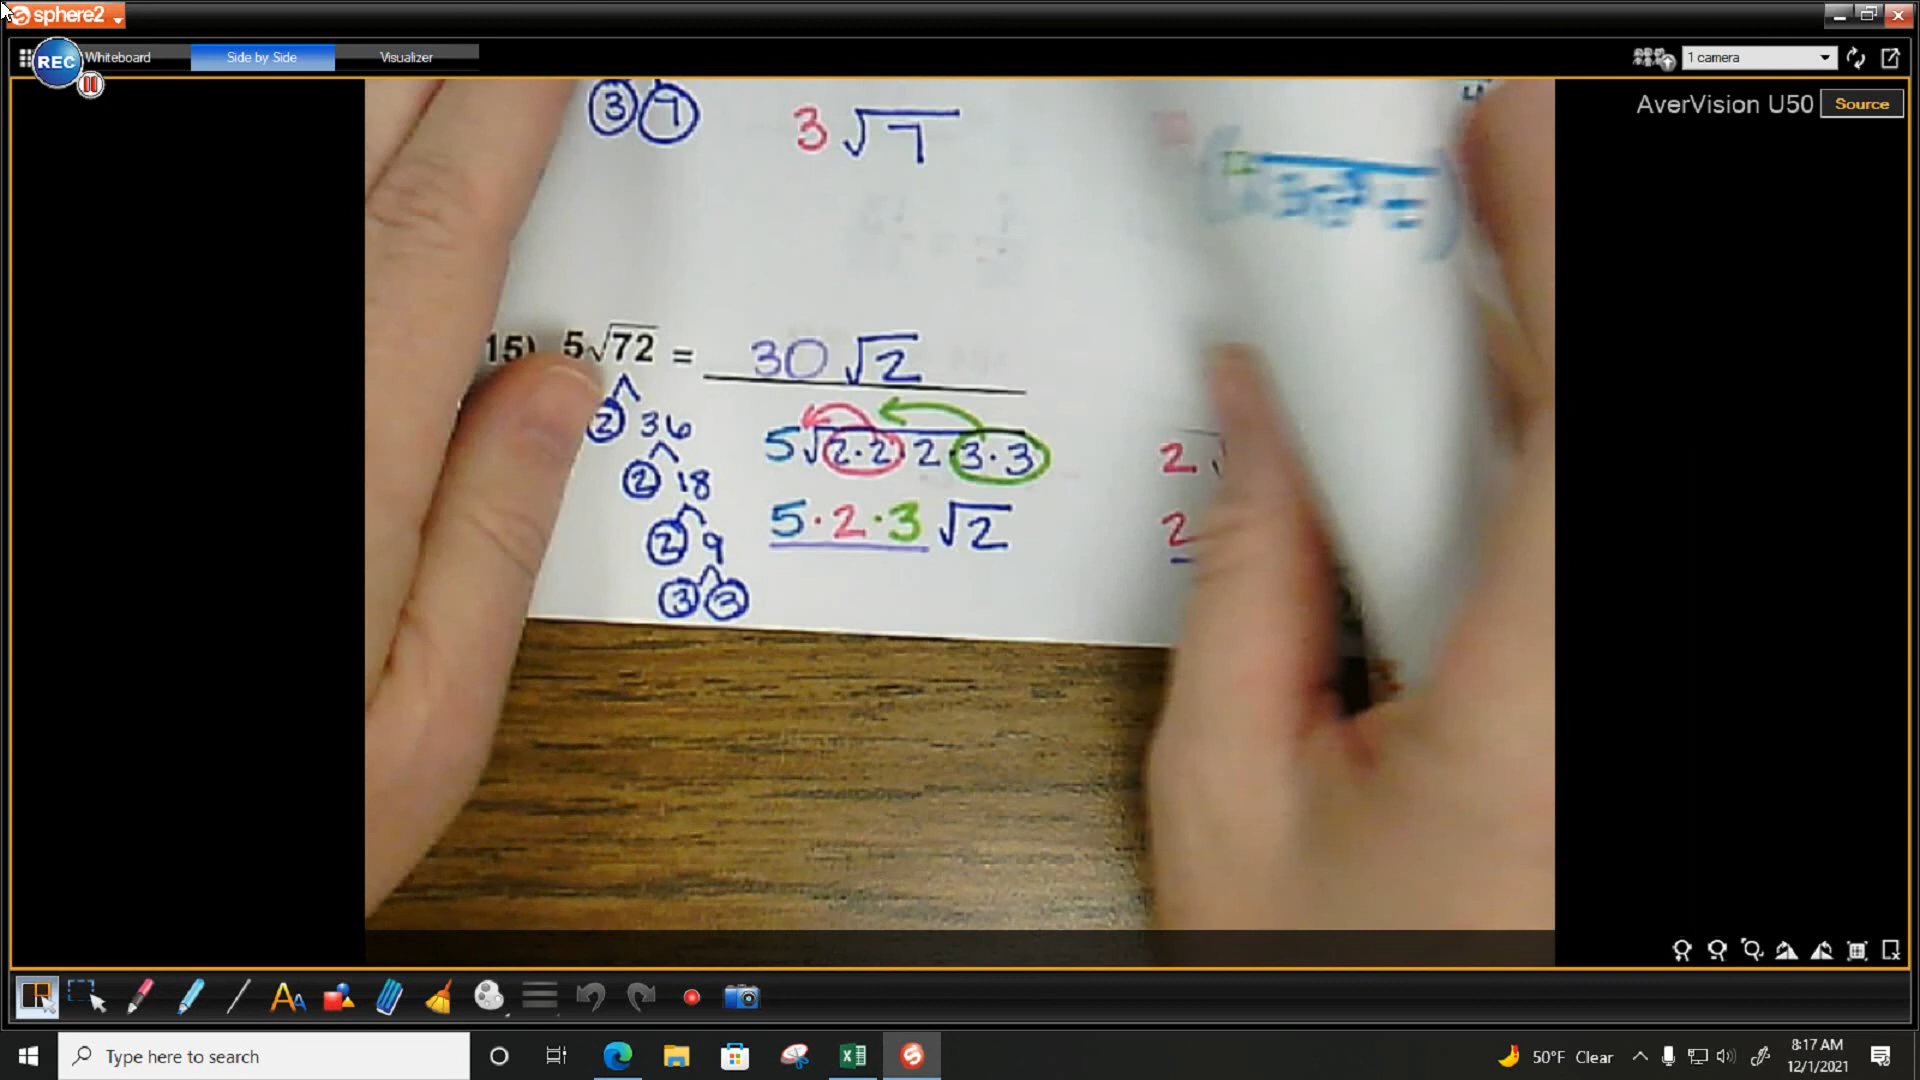 sphere2
REC Whiteboard Side by Side Visualizer 1 camera
AverVision U50 Source
3 7
3√7
15) 5√72 = 30√2
2 36
5√2·2·2·3·3
2 18
5·2·3√2
2 9
3 3
2
2
Type here to search
50°F Clear
8:17 AM
12/1/2021